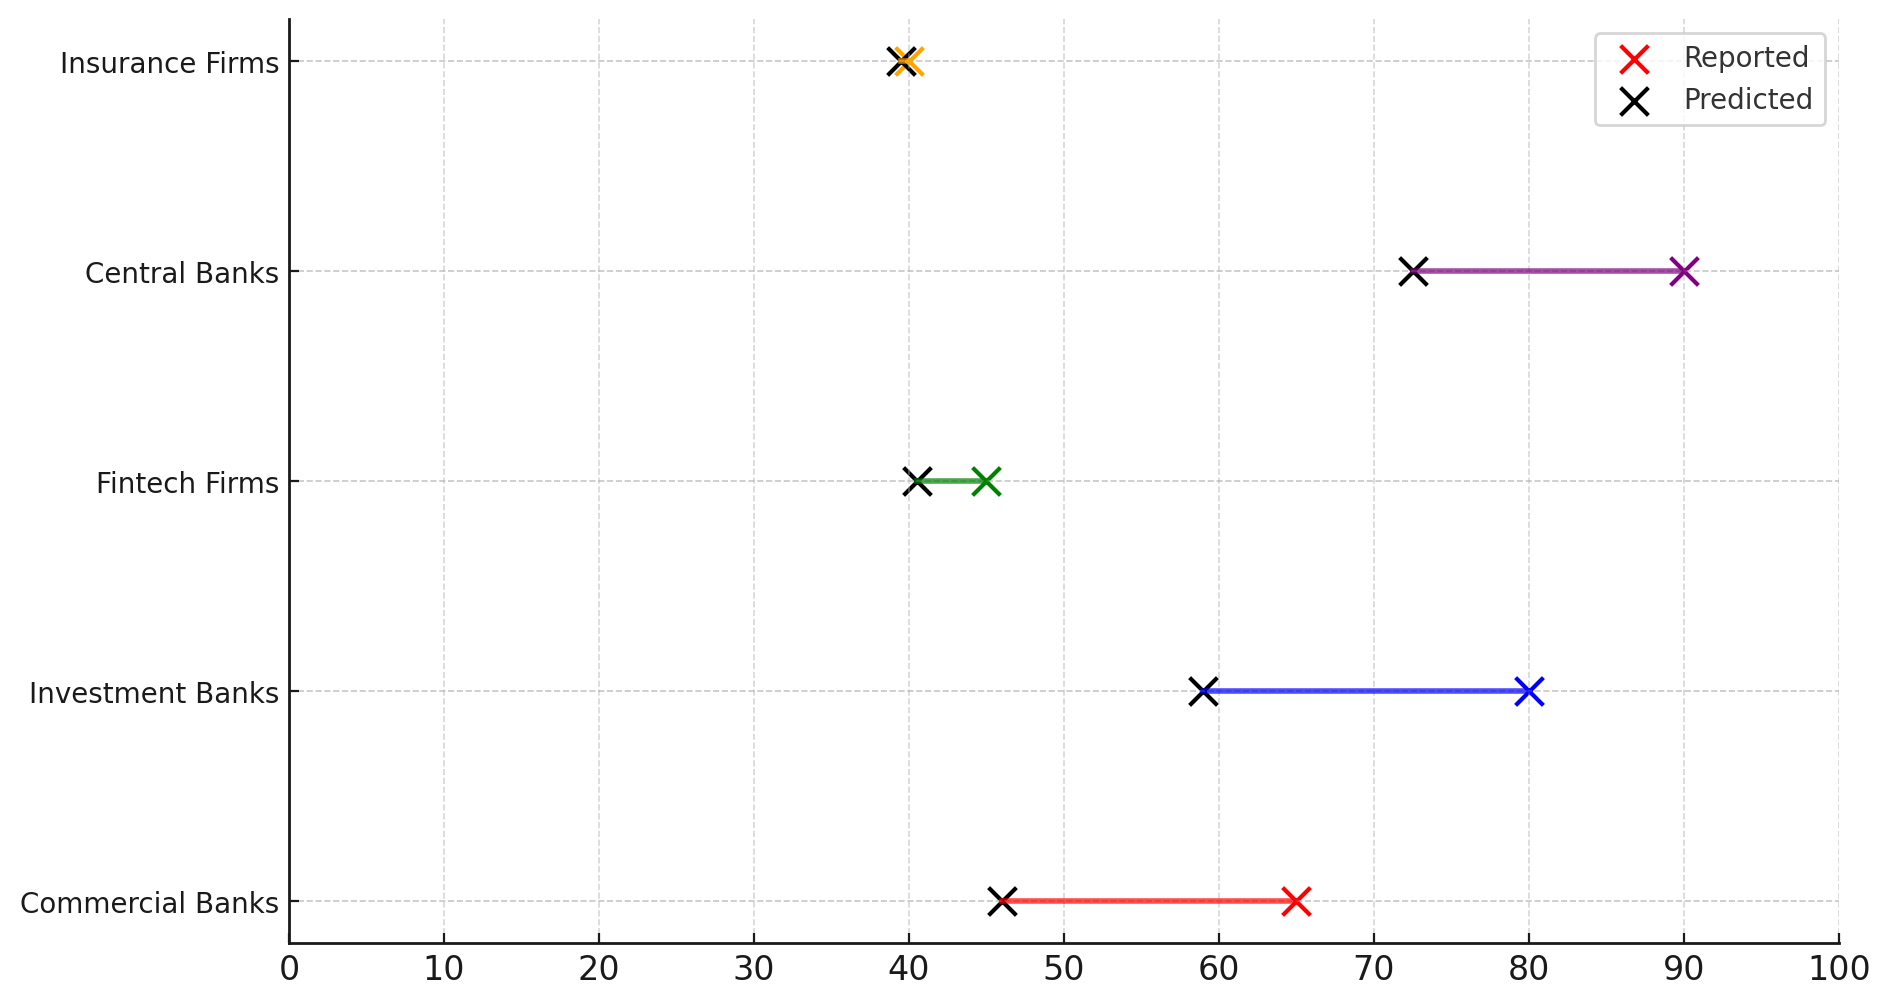 Insurance Firms
Central Banks
Fintech Firms
Investment Banks
Commercial Banks
0 10 20 30 40 50 60 70 80 90 100
Reported
Predicted